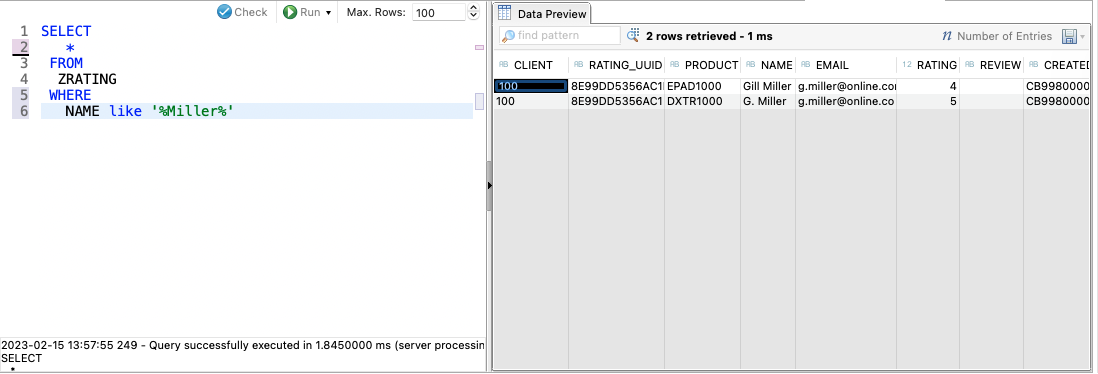 Check Run Max. Rows: 100
1 SELECT
2 *
3 FROM
4 ZRATING
5 WHERE
6 NAME like '%Miller%'
2023-02-15 13:57:55 249 - Query successfully executed in 1.8450000 ms (server processin
SELECT
*
Data Preview
find pattern 2 rows retrieved - 1 ms n Number of Entries
CLIENT RATING_UUID PRODUCT NAME EMAIL 12 RATING REVIEW CREATE
100 8E99DD5356AC1 EPAD1000 Gill Miller g.miller@online.co 4 CB9980000
100 8E99DD5356AC1 DXTR1000 G. Miller g.miller@online.co 5 CB9980000